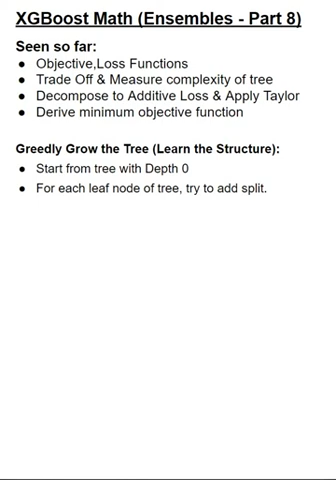 XGBoost Math (Ensembles - Part 8)
Seen so far:
● Objective,Loss Functions
● Trade Off & Measure complexity of tree
● Decompose to Additive Loss & Apply Taylor
● Derive minimum objective function
Greedly Grow the Tree (Learn the Structure):
● Start from tree with Depth 0
● For each leaf node of tree, try to add split.